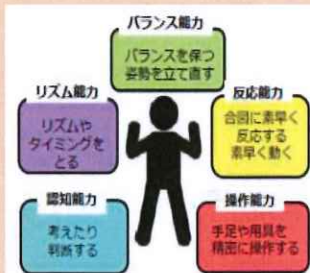 バランス能力
バランスを保つ
姿勢を立て直す
リズム能力
リズムや
タイミングを
とる
反応能力
合図に素早く
反応する
素早く動く
認知能力
考えたり
判断する
操作能力
手足や用具を
精密に操作する